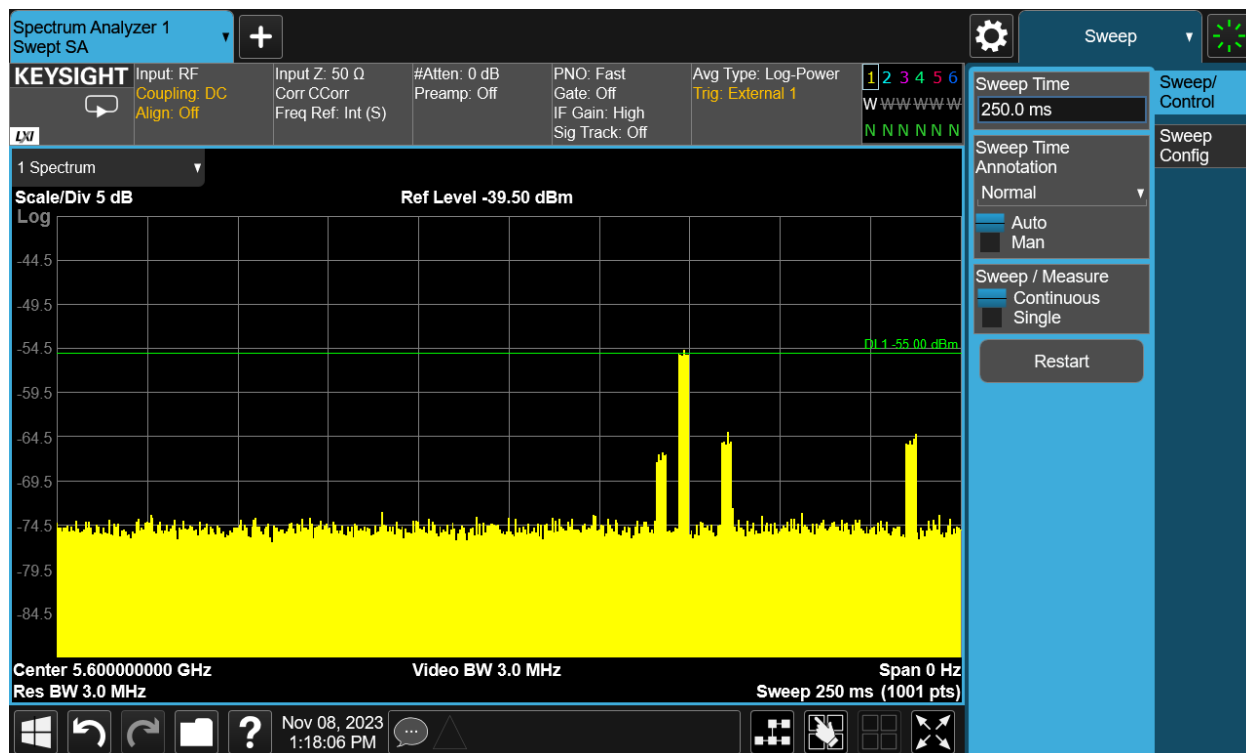 Spectrum Analyzer 1
Swept SA
Sweep
KEYSIGHT
LXI
Input: RF
Coupling: DC
Align: Off
Input Z: 50 Ω
Corr CCorr
Freq Ref: Int (S)
#Atten: 0 dB
Preamp: Off
PNO: Fast
Gate: Off
IF Gain: High
Sig Track: Off
Avg Type: Log-Power
Trig: External 1
1 2 3 4 5 6
W W W W W W
N N N N N N
1 Spectrum
Scale/Div 5 dB
Ref Level -39.50 dBm
Log
-44.5
-49.5
-54.5
-59.5
-64.5
-69.5
-74.5
-79.5
-84.5
DL1 -55.00 dBm
Center 5.600000000 GHz
Video BW 3.0 MHz
Span 0 Hz
Res BW 3.0 MHz
Sweep 250 ms (1001 pts)
Sweep Time
250.0 ms
Sweep Time
Annotation
Normal
Auto
Man
Sweep / Measure
Continuous
Single
Restart
Sweep/
Control
Sweep
Config
?
Nov 08, 2023
1:18:06 PM